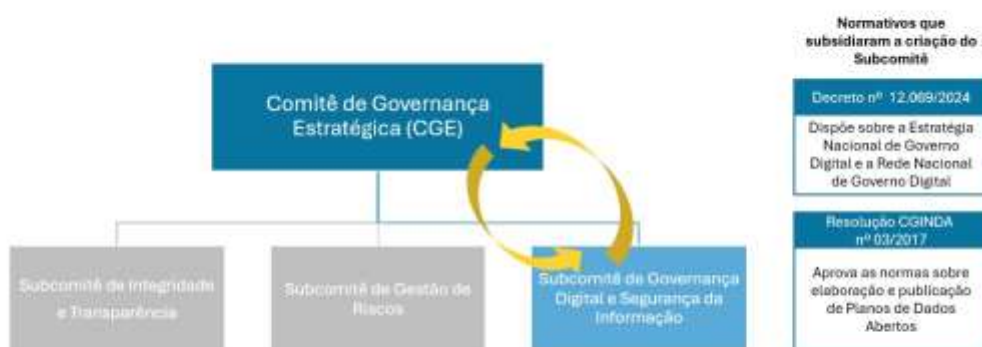 Comitê de Governança
Estratégica (CGE)
Subcomitê de Integridade
e Transparência
Subcomitê de Gestão de
Riscos
Subcomitê de Governança
Digital e Segurança da
Informação
Normativos que
subsidiaram a criação do
Subcomitê
Decreto nº 12.069/2024
Dispõe sobre a Estratégia
Nacional de Governo
Digital e a Rede Nacional
de Governo Digital
Resolução CGINDA
nº 03/2017
Aprova as normas sobre
elaboração e publicação
de Planos de Dados
Abertos